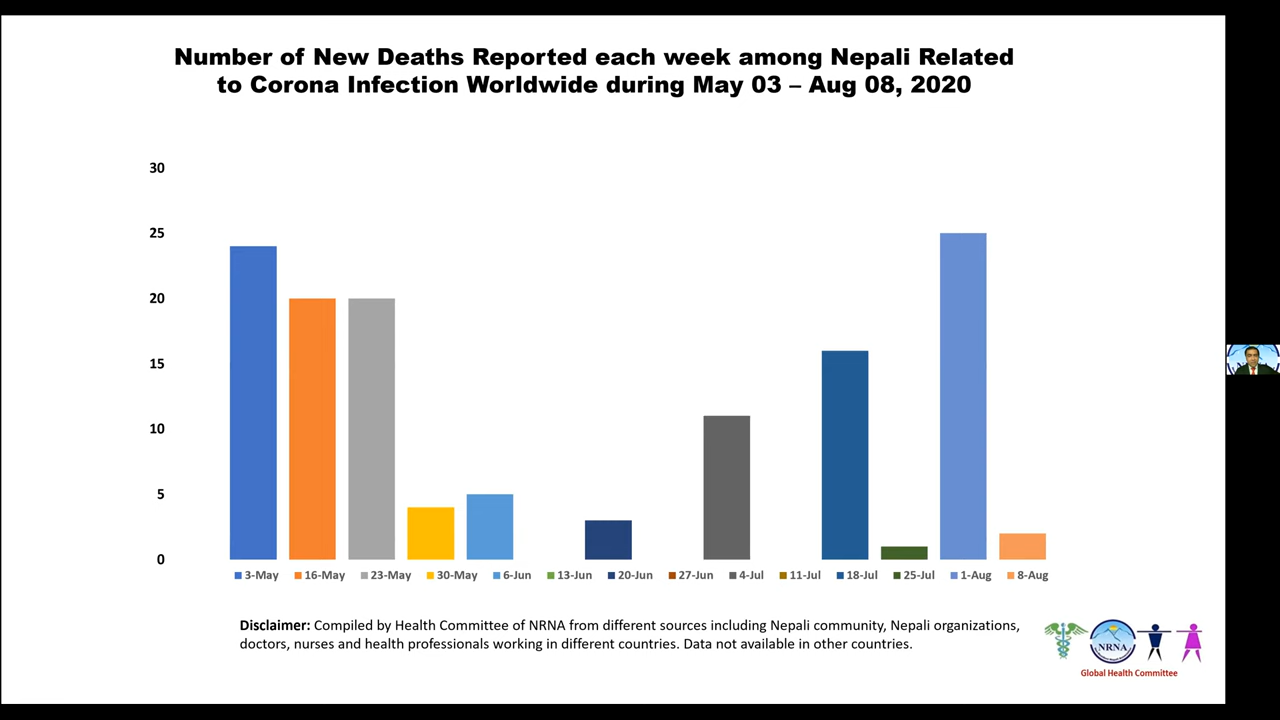 Number of New Deaths Reported each week among Nepali Related
to Corona Infection Worldwide during May 03 – Aug 08, 2020
30
25
20
15
10
5
0
3-May 16-May 23-May 30-May 6-Jun 13-Jun 20-Jun 27-Jun 4-Jul 11-Jul 18-Jul 25-Jul 1-Aug 8-Aug
Disclaimer: Compiled by Health Committee of NRNA from different sources including Nepali community, Nepali organizations,
doctors, nurses and health professionals working in different countries. Data not available in other countries.
NRNA
Global Health Committee